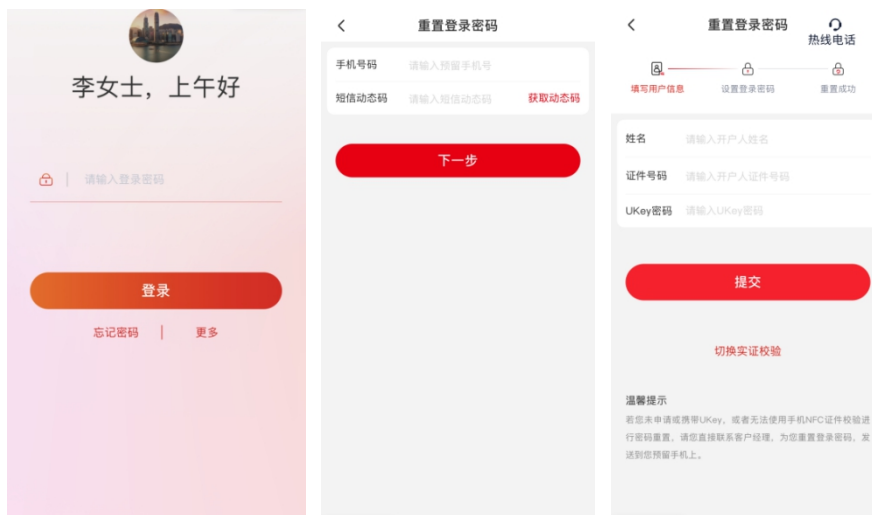 李女士，上午好
请输入登录密码
登录
忘记密码
更多
重置登录密码
手机号码
请输入预留手机号
短信动态码
请输入短信动态码
获取动态码
下一步
重置登录密码
热线电话
填写用户信息
设置登录密码
重置成功
姓名
请输入开户人姓名
证件号码
请输入开户人证件号码
UKey密码
请输入UKey密码
提交
切换实证校验
温馨提示
若您未申请或携带UKey，或者无法使用手机NFC证件校验进
行密码重置，请您直接联系客户经理，为您重置登录密码，发
送到您预留手机上。